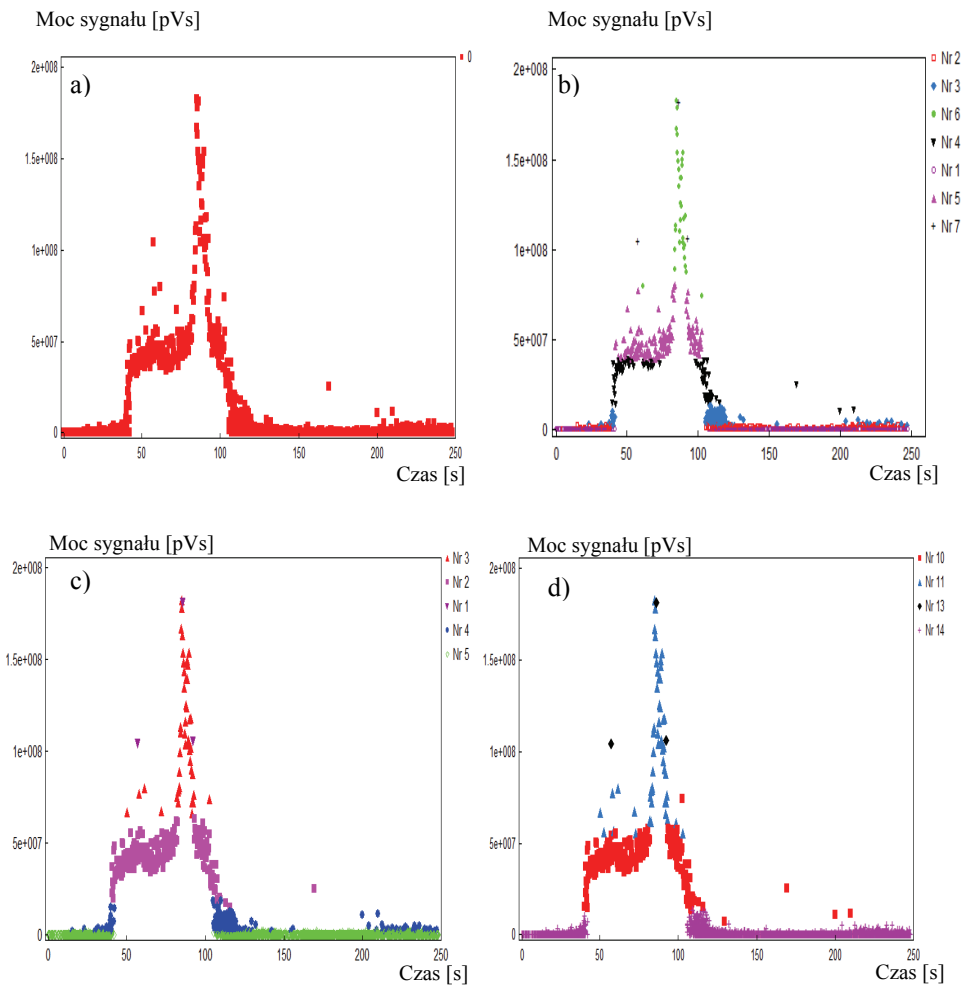 Moc sygnału [pVs]
a)
0
2e+008
1.5e+008
1e+008
5e+007
0
0 50 100 150 200 250
Czas [s]
Moc sygnału [pVs]
b)
Nr 2
Nr 3
Nr 6
Nr 4
Nr 1
Nr 5
Nr 7
2e+008
1.5e+008
1e+008
5e+007
0
0 50 100 150 200 250
Czas [s]
Moc sygnału [pVs]
c)
Nr 3
Nr 2
Nr 1
Nr 4
Nr 5
2e+008
1.5e+008
1e+008
5e+007
0
0 50 100 150 200 250
Czas [s]
Moc sygnału [pVs]
d)
Nr 10
Nr 11
Nr 13
Nr 14
2e+008
1.5e+008
1e+008
5e+007
0
0 50 100 150 200 250
Czas [s]